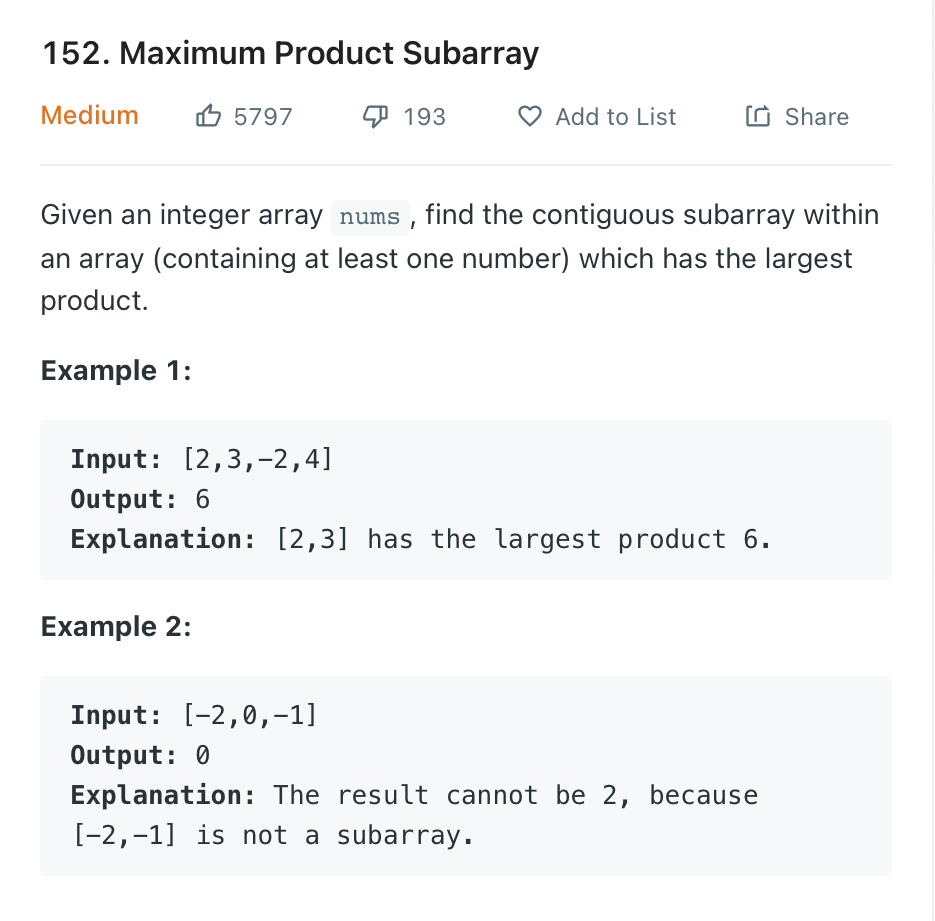 152. Maximum Product Subarray
Medium 5797 193 Add to List Share
Given an integer array nums, find the contiguous subarray within
an array (containing at least one number) which has the largest
product.
Example 1:
Input: [2,3,-2,4]
Output: 6
Explanation: [2,3] has the largest product 6.
Example 2:
Input: [-2,0,-1]
Output: 0
Explanation: The result cannot be 2, because
[-2,-1] is not a subarray.